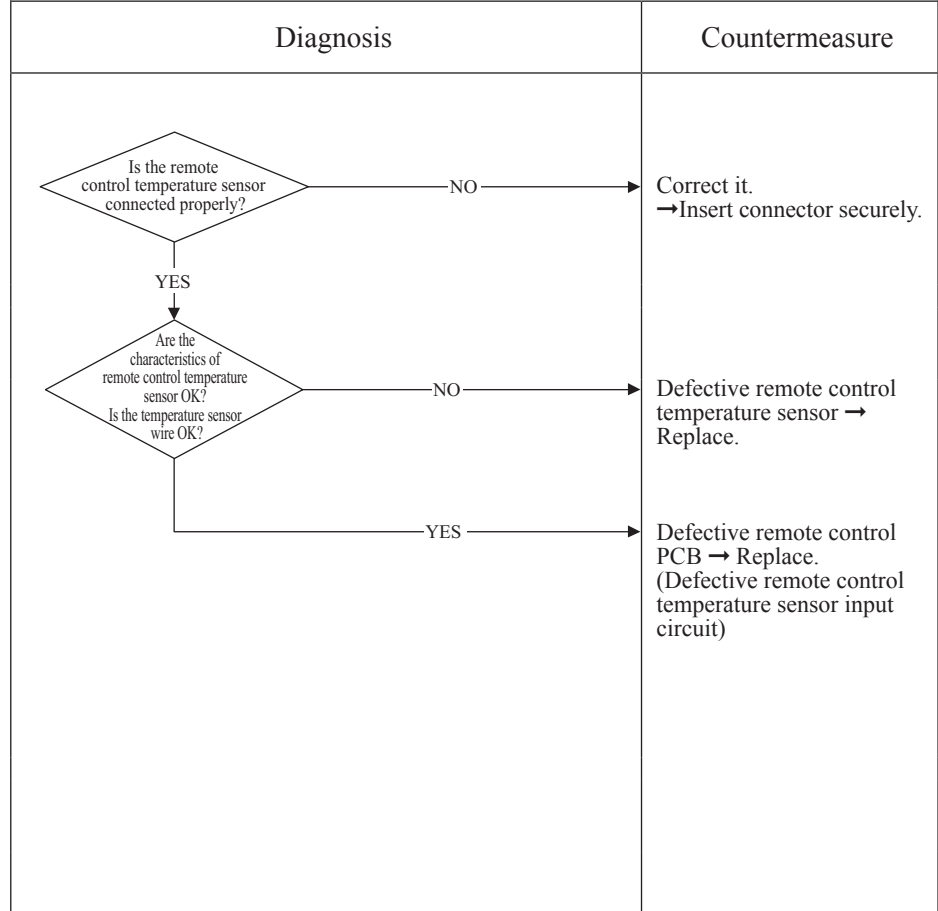 Diagnosis
Countermeasure
Is the remote
control temperature sensor
connected properly?
NO
Correct it.
➞Insert connector securely.
YES
Are the
characteristics of
remote control temperature
sensor OK?
Is the temperature sensor
wire OK?
NO
Defective remote control
temperature sensor ➞
Replace.
YES
Defective remote control
PCB ➞ Replace.
(Defective remote control
temperature sensor input
circuit)